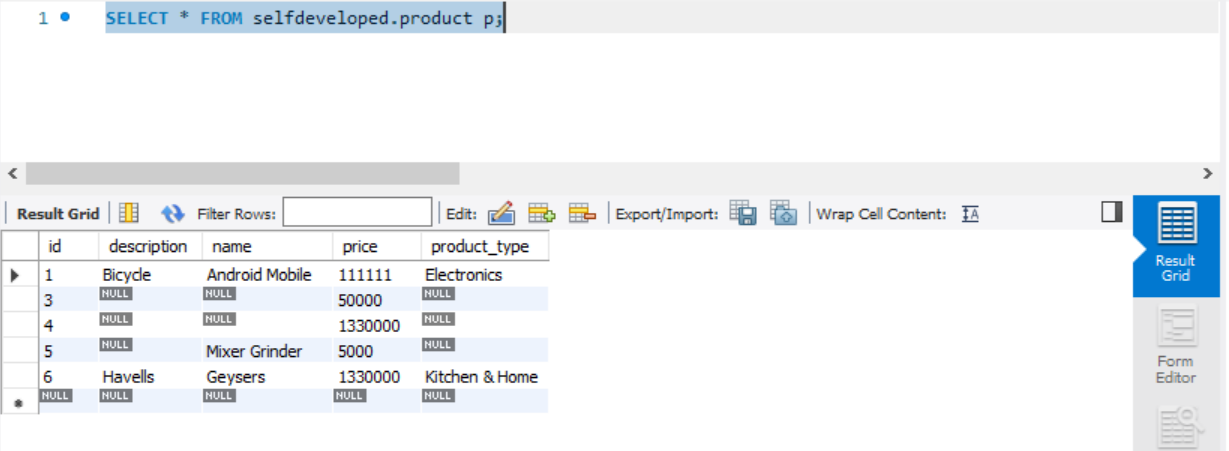 1 SELECT * FROM selfdeveloped.product p;
Result Grid Filter Rows: Edit: Export/Import: Wrap Cell Content: IA
id description name price product_type
1 Bicycle Android Mobile 111111 Electronics
3 NULL NULL 50000 NULL
4 NULL NULL 1330000 NULL
5 NULL Mixer Grinder 5000 NULL
6 Havells Geysers 1330000 Kitchen & Home
NULL NULL NULL NULL NULL
Result
Grid
Form
Editor